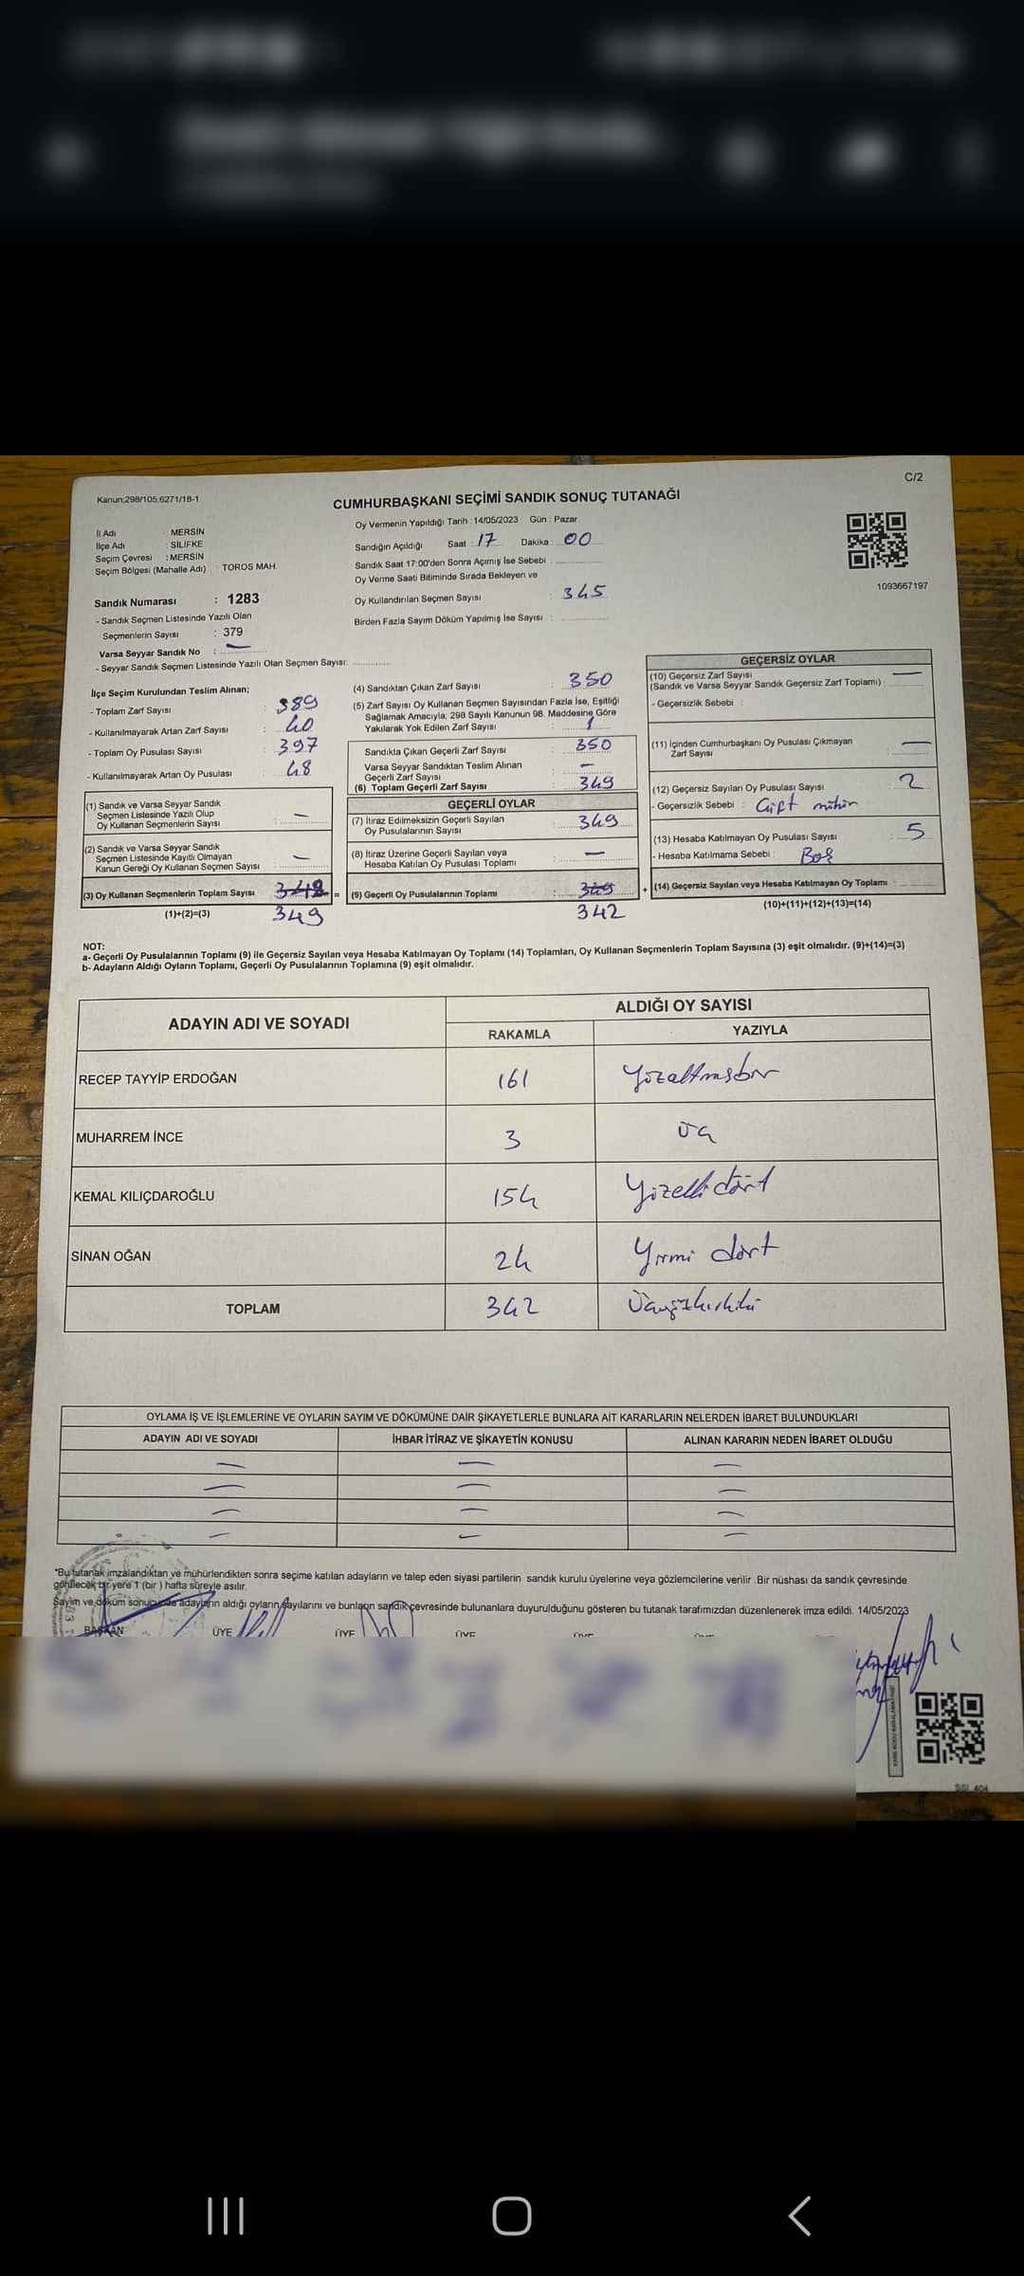 C/2
Kanun:298/105.6271/18-1
CUMHURBAŞKANI SEÇİMİ SANDIK SONUÇ TUTANAĞI
İl Adı : MERSİN
İlçe Adı : SİLİFKE
Seçim Çevresi : MERSİN
Seçim Bölgesi (Mahalle Adı) : TOROS MAH.
Sandık Numarası : 1283
- Sandık Seçmen Listesinde Yazılı Olan
Seçmenlerin Sayısı : 379
Varsa Seyyar Sandık No : —
- Seyyar Sandık Seçmen Listesinde Yazılı Olan Seçmen Sayısı:
Oy Vermenin Yapıldığı Tarih : 14/05/2023 Gün : Pazar
Sandığın Açıldığı Saat : 17 Dakika : 00
Sandık Saat 17:00'den Sonra Açımış İse Sebebi :
Oy Verme Saati Bitiminde Sırada Bekleyen ve
Oy Kullandırılan Seçmen Sayısı : 345
Birden Fazla Sayım Döküm Yapılmış İse Sayısı :
1093667197
İlçe Seçim Kurulundan Teslim Alınan;
- Toplam Zarf Sayısı : 389
- Kullanılmayarak Artan Zarf Sayısı : 40
- Toplam Oy Pusulası Sayısı : 397
- Kullanılmayarak Artan Oy Pusulası : 48
(1) Sandık ve Varsa Seyyar Sandık
Seçmen Listesinde Yazılı Olup
Oy Kullanan Seçmenlerin Sayısı : —
(2) Sandık ve Varsa Seyyar Sandık
Seçmen Listesinde Kayıtlı Olmayan
Kanun Gereği Oy Kullanan Seçmen Sayısı : —
(3) Oy Kullanan Seçmenlerin Toplam Sayısı 348 =
(1)+(2)=(3) 349
(4) Sandıktan Çıkan Zarf Sayısı : 350
(5) Zarf Sayısı Oy Kullanan Seçmen Sayısından Fazla İse, Eşitliği
Sağlamak Amacıyla, 298 Sayılı Kanunun 98. Maddesine Göre
Yakılarak Yok Edilen Zarf Sayısı : 1
Sandıkta Çıkan Geçerli Zarf Sayısı : 350
Varsa Seyyar Sandıktan Teslim Alınan
Geçerli Zarf Sayısı : —
(6) Toplam Geçerli Zarf Sayısı : 349
GEÇERLİ OYLAR
(7) İtiraz Edilmeksizin Geçerli Sayılan
Oy Pusulalarının Sayısı : 349
(8) İtiraz Üzerine Geçerli Sayılan veya
Hesaba Katılan Oy Pusulası Toplamı : —
(9) Geçerli Oy Pusulalarının Toplamı : 349 +
342
GEÇERSİZ OYLAR
(10) Geçersiz Zarf Sayısı
(Sandık ve Varsa Seyyar Sandık Geçersiz Zarf Toplamı) : —
- Geçersizlik Sebebi :
(11) İçinden Cumhurbaşkanı Oy Pusulası Çıkmayan
Zarf Sayısı : —
(12) Geçersiz Sayılan Oy Pusulası Sayısı : 2
- Geçersizlik Sebebi : Çift mühür
(13) Hesaba Katılmayan Oy Pusulası Sayısı : 5
- Hesaba Katılmama Sebebi : Boş
(14) Geçersiz Sayılan veya Hesaba Katılmayan Oy Toplamı :
(10)+(11)+(12)+(13)=(14)
NOT:
a- Geçerli Oy Pusulalarının Toplamı (9) ile Geçersiz Sayılan veya Hesaba Katılmayan Oy Toplamı (14) Toplamları, Oy Kullanan Seçmenlerin Toplam Sayısına (3) eşit olmalıdır. (9)+(14)=(3)
b- Adayların Aldığı Oyların Toplamı, Geçerli Oy Pusulalarının Toplamına (9) eşit olmalıdır.
ADAYIN ADI VE SOYADI
ALDIĞI OY SAYISI
RAKAMLA YAZIYLA
RECEP TAYYİP ERDOĞAN 161 Yüzaltmışbir
MUHARREM İNCE 3 üç
KEMAL KILIÇDAROĞLU 154 Yüzelli dört
SİNAN OĞAN 24 Yirmi dört
TOPLAM 342 Üçyüzkırkiki
OYLAMA İŞ VE İŞLEMLERİNE VE OYLARIN SAYIM VE DÖKÜMÜNE DAİR ŞİKAYETLERLE BUNLARA AİT KARARLARIN NELERDEN İBARET BULUNDUKLARI
ADAYIN ADI VE SOYADI İHBAR İTİRAZ VE ŞİKAYETİN KONUSU ALINAN KARARIN NEDEN İBARET OLDUĞU
— — —
— — —
— — —
— — —
*Bu tutanak imzalandıktan ve mühürlendikten sonra seçime katılan adayların ve talep eden siyasi partilerin sandık kurulu üyelerine veya gözlemcilerine verilir. Bir nüshası da sandık çevresinde
görülecek bir yere 1 (bir) hafta süreyle asılır.
Sayım ve döküm sonucunda adayların aldığı oyların sayılarını ve bunların sandık çevresinde bulunanlara duyurulduğunu gösteren bu tutanak tarafımızdan düzenlenerek imza edildi. 14/05/2023
BAŞKAN ÜYE ÜYE ÜYE